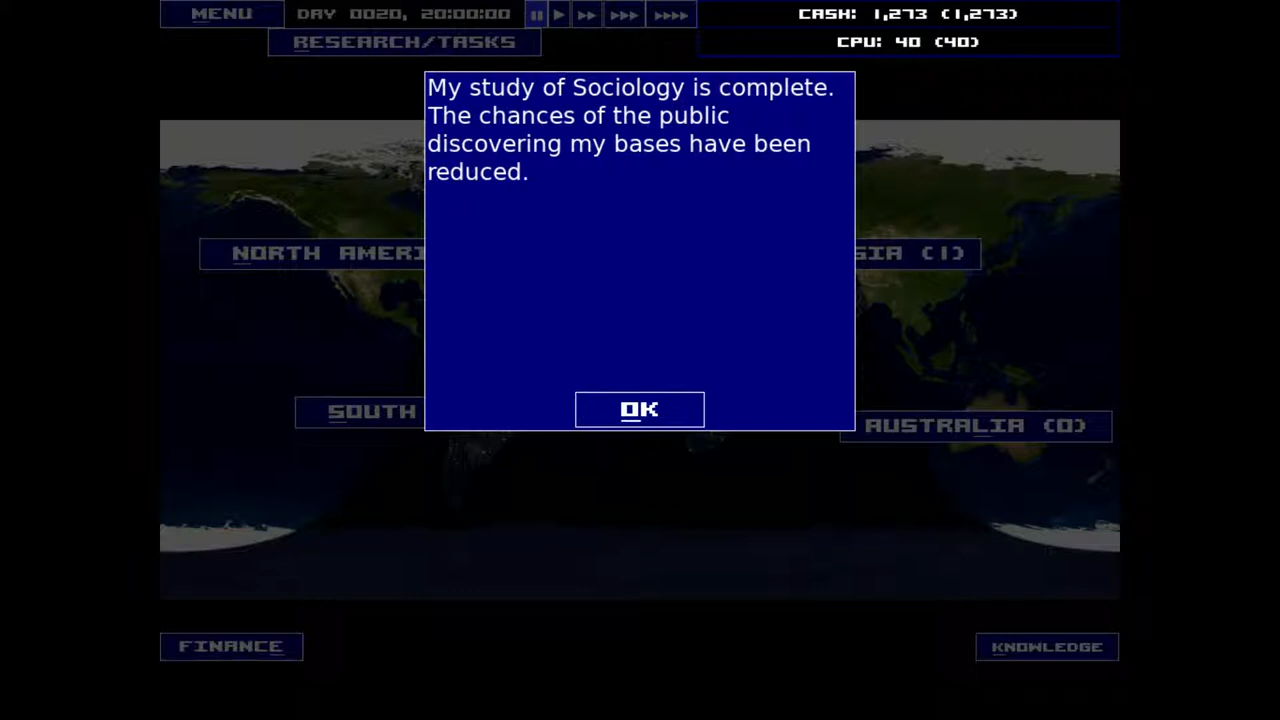 MENU DAY 0020, 20:00:00 CASH: 1,273 (1,273)
RESEARCH/TASKS CPU: 40 (40)
My study of Sociology is complete.
The chances of the public
discovering my bases have been
reduced.
NORTH AMERI SIA (1)
OK
SOUTH AUSTRALIA (0)
FINANCE KNOWLEDGE